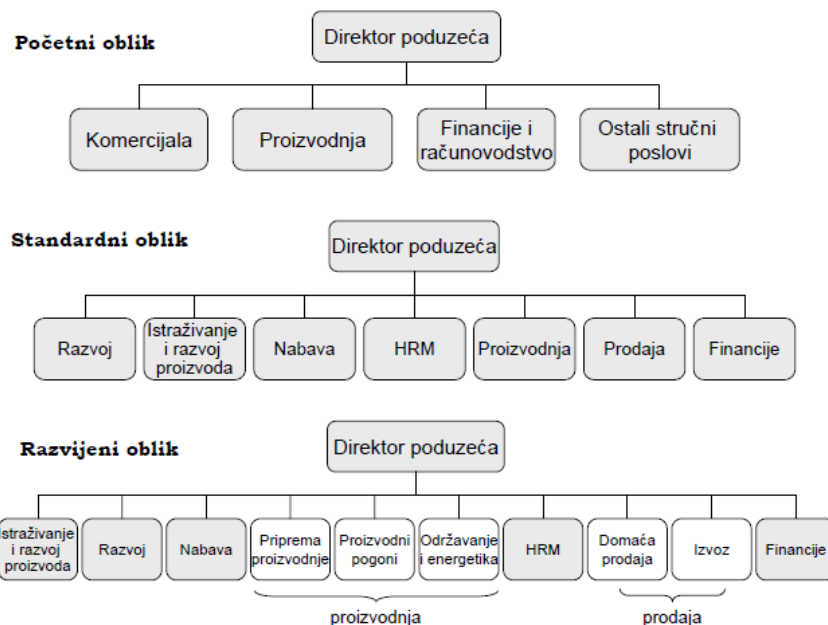 Početni oblik
Direktor poduzeća
Komercijala
Proizvodnja
Financije i
računovodstvo
Ostali stručni
poslovi
Standardni oblik
Direktor poduzeća
Razvoj
Istraživanje
i razvoj
proizvoda
Nabava
HRM
Proizvodnja
Prodaja
Financije
Razvijeni oblik
Direktor poduzeća
Istraživanje
i razvoj
proizvoda
Razvoj
Nabava
Priprema
proizvodnje
Proizvodni
pogoni
Održavanje
i energetika
HRM
Domaća
prodaja
Izvoz
Financije
proizvodnja
prodaja